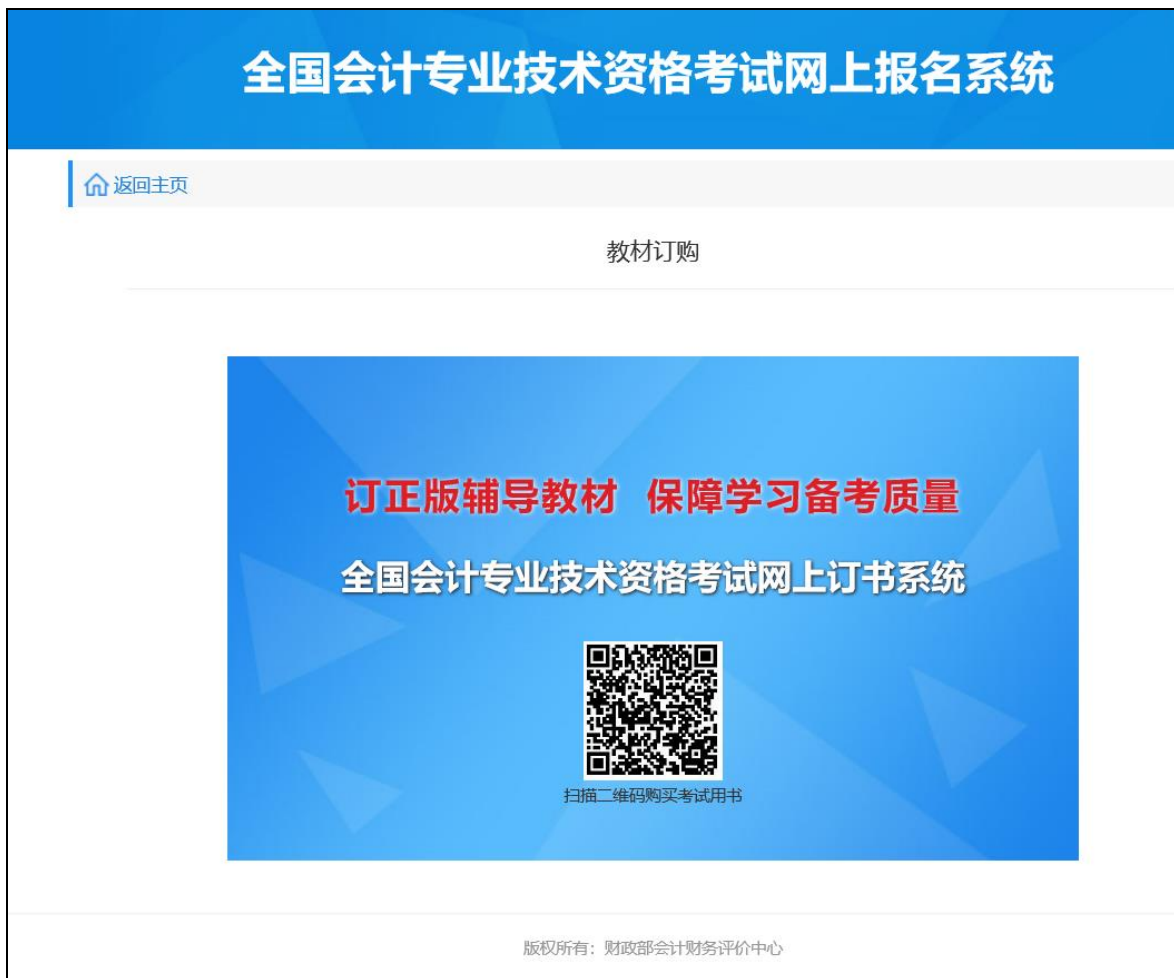 全国会计专业技术资格考试网上报名系统
返回主页
教材订购
订正版辅导教材 保障学习备考质量
全国会计专业技术资格考试网上订书系统
扫描二维码购买考试用书
版权所有：财政部会计财务评价中心